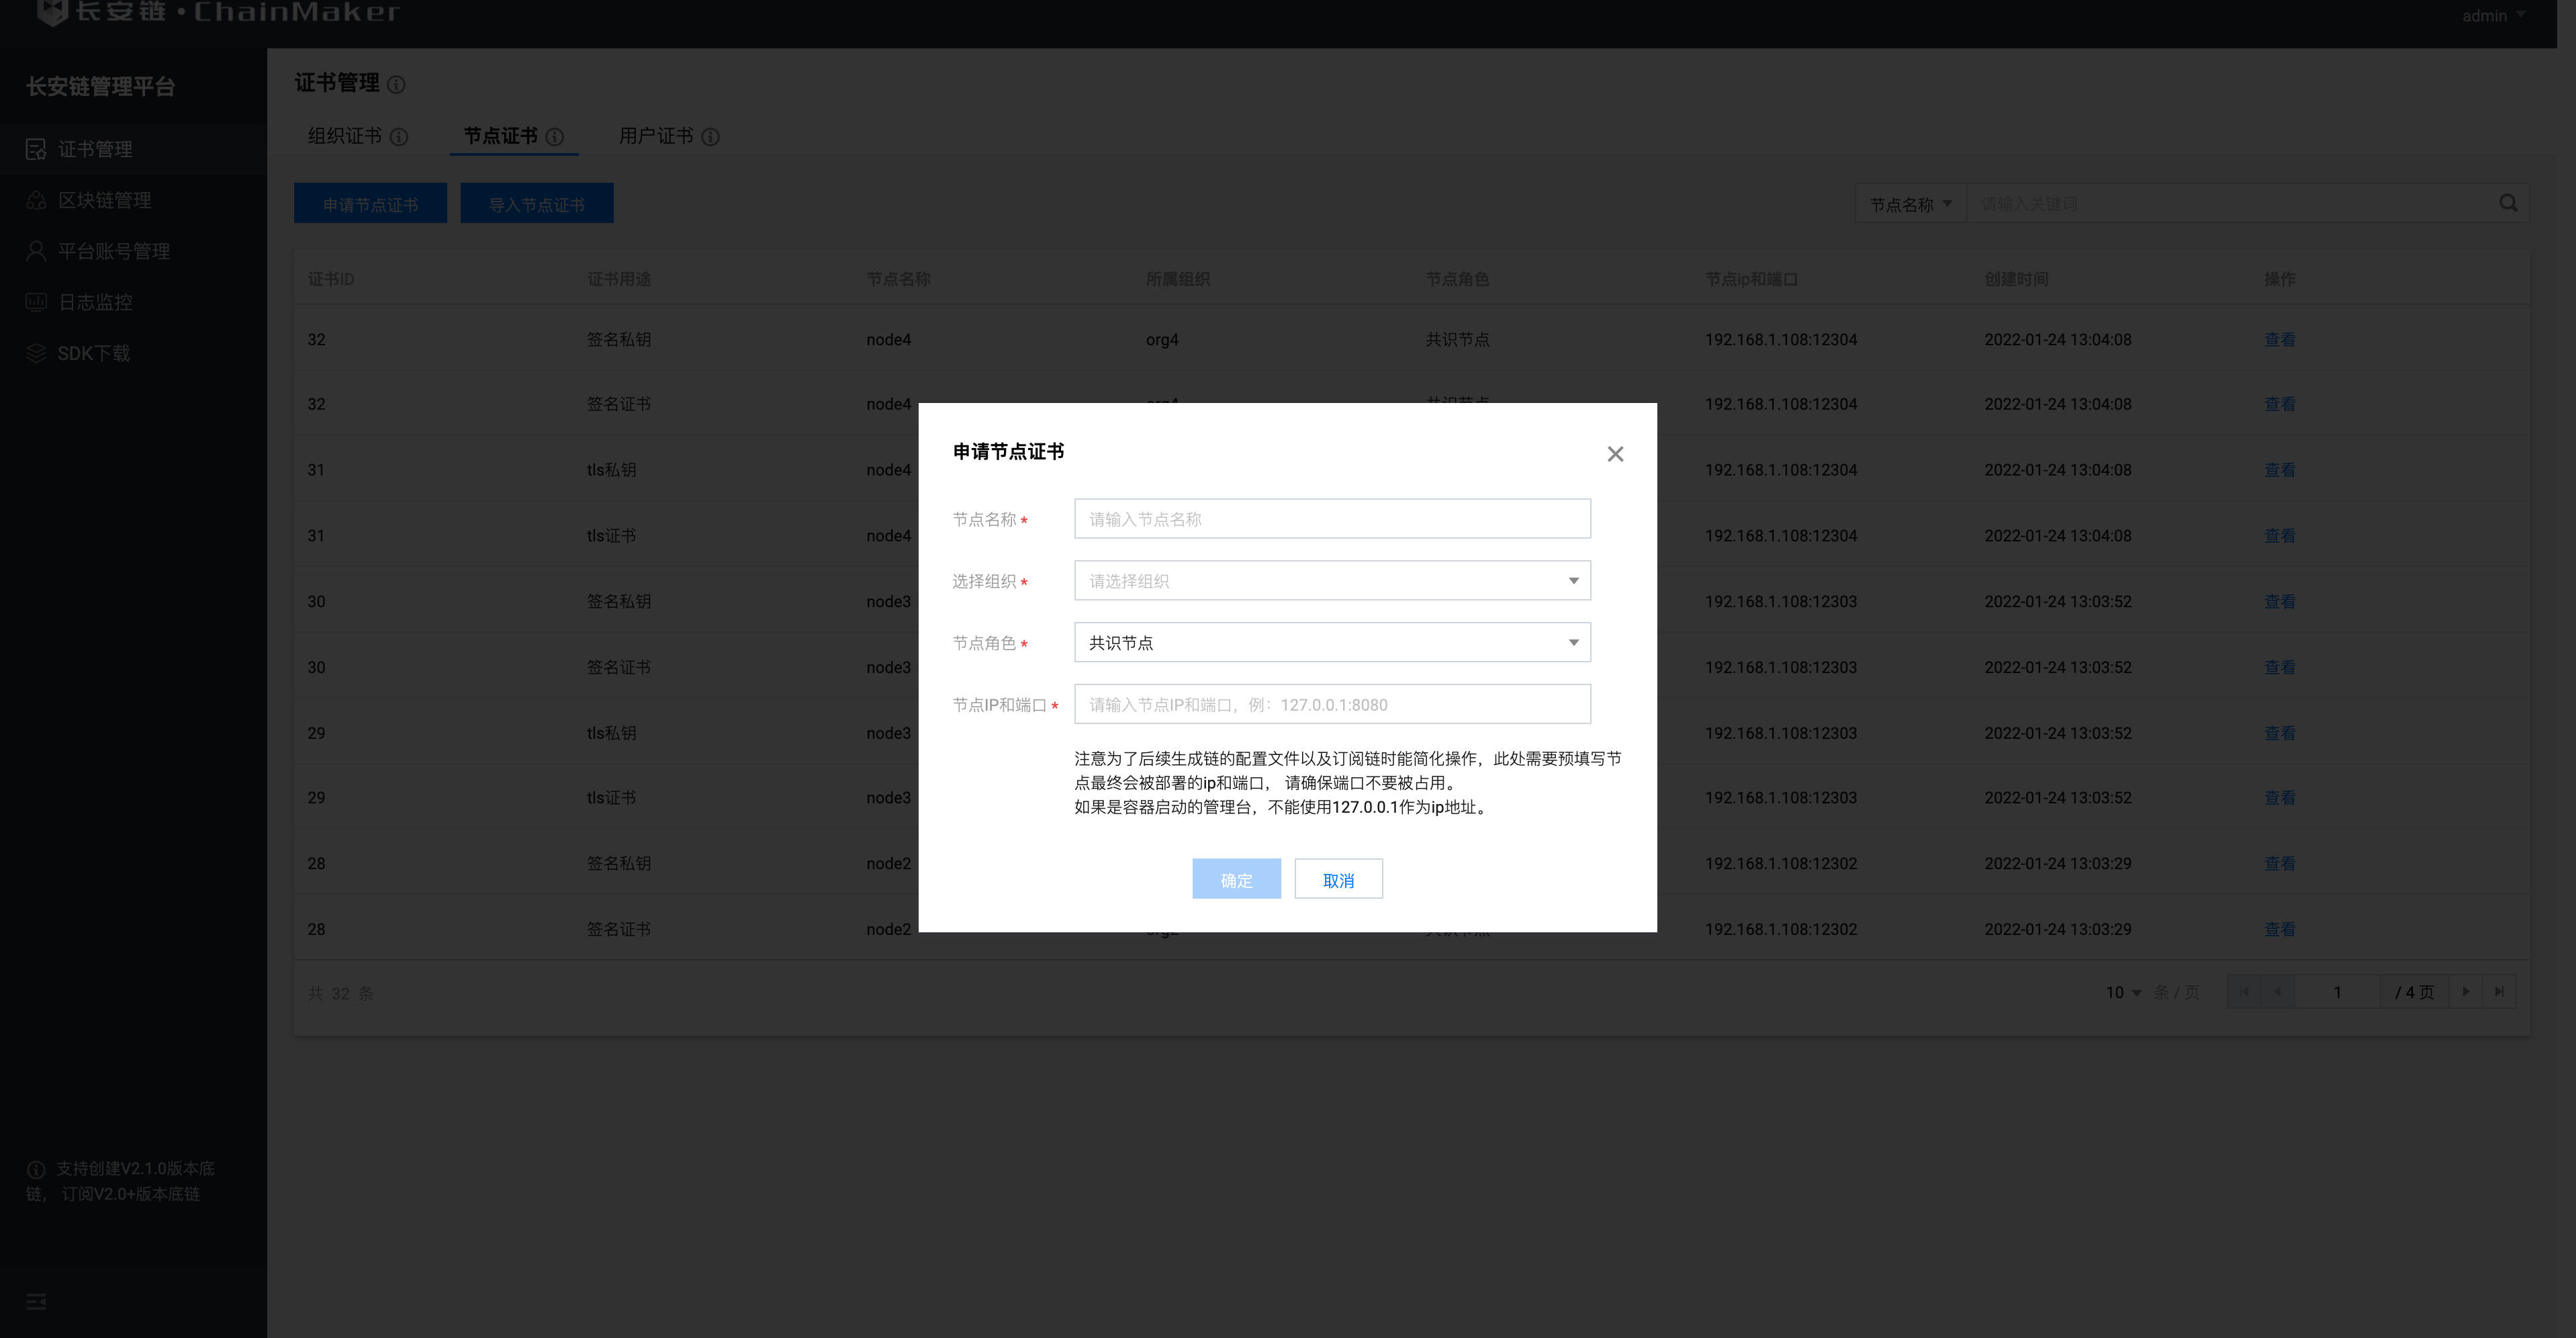 长安链·ChainMaker
admin
长安链管理平台
证书管理
区块链管理
平台账号管理
日志监控
SDK下载
支持创建V2.1.0版本底
链， 订阅V2.0+版本底链
证书管理
组织证书 节点证书 用户证书
申请节点证书 导入节点证书 节点名称 请输入关键词
证书ID 证书用途 节点名称 所属组织 节点角色 节点ip和端口 创建时间 操作
32 签名私钥 node4 org4 共识节点 192.168.1.108:12304 2022-01-24 13:04:08 查看
32 签名证书 node4 org4 共识节点 192.168.1.108:12304 2022-01-24 13:04:08 查看
31 tls私钥 node4 192.168.1.108:12304 2022-01-24 13:04:08 查看
31 tls证书 node4 192.168.1.108:12304 2022-01-24 13:04:08 查看
30 签名私钥 node3 192.168.1.108:12303 2022-01-24 13:03:52 查看
30 签名证书 node3 192.168.1.108:12303 2022-01-24 13:03:52 查看
29 tls私钥 node3 192.168.1.108:12303 2022-01-24 13:03:52 查看
29 tls证书 node3 192.168.1.108:12303 2022-01-24 13:03:52 查看
28 签名私钥 node2 192.168.1.108:12302 2022-01-24 13:03:29 查看
28 签名证书 node2 org2 共识节点 192.168.1.108:12302 2022-01-24 13:03:29 查看
共 32 条 10 条 / 页 1 / 4 页
申请节点证书
节点名称* 请输入节点名称
选择组织* 请选择组织
节点角色* 共识节点
节点IP和端口* 请输入节点IP和端口，例：127.0.0.1:8080
注意为了后续生成链的配置文件以及订阅链时能简化操作，此处需要预填写节
点最终会被部署的ip和端口， 请确保端口不要被占用。
如果是容器启动的管理台，不能使用127.0.0.1作为ip地址。
确定 取消